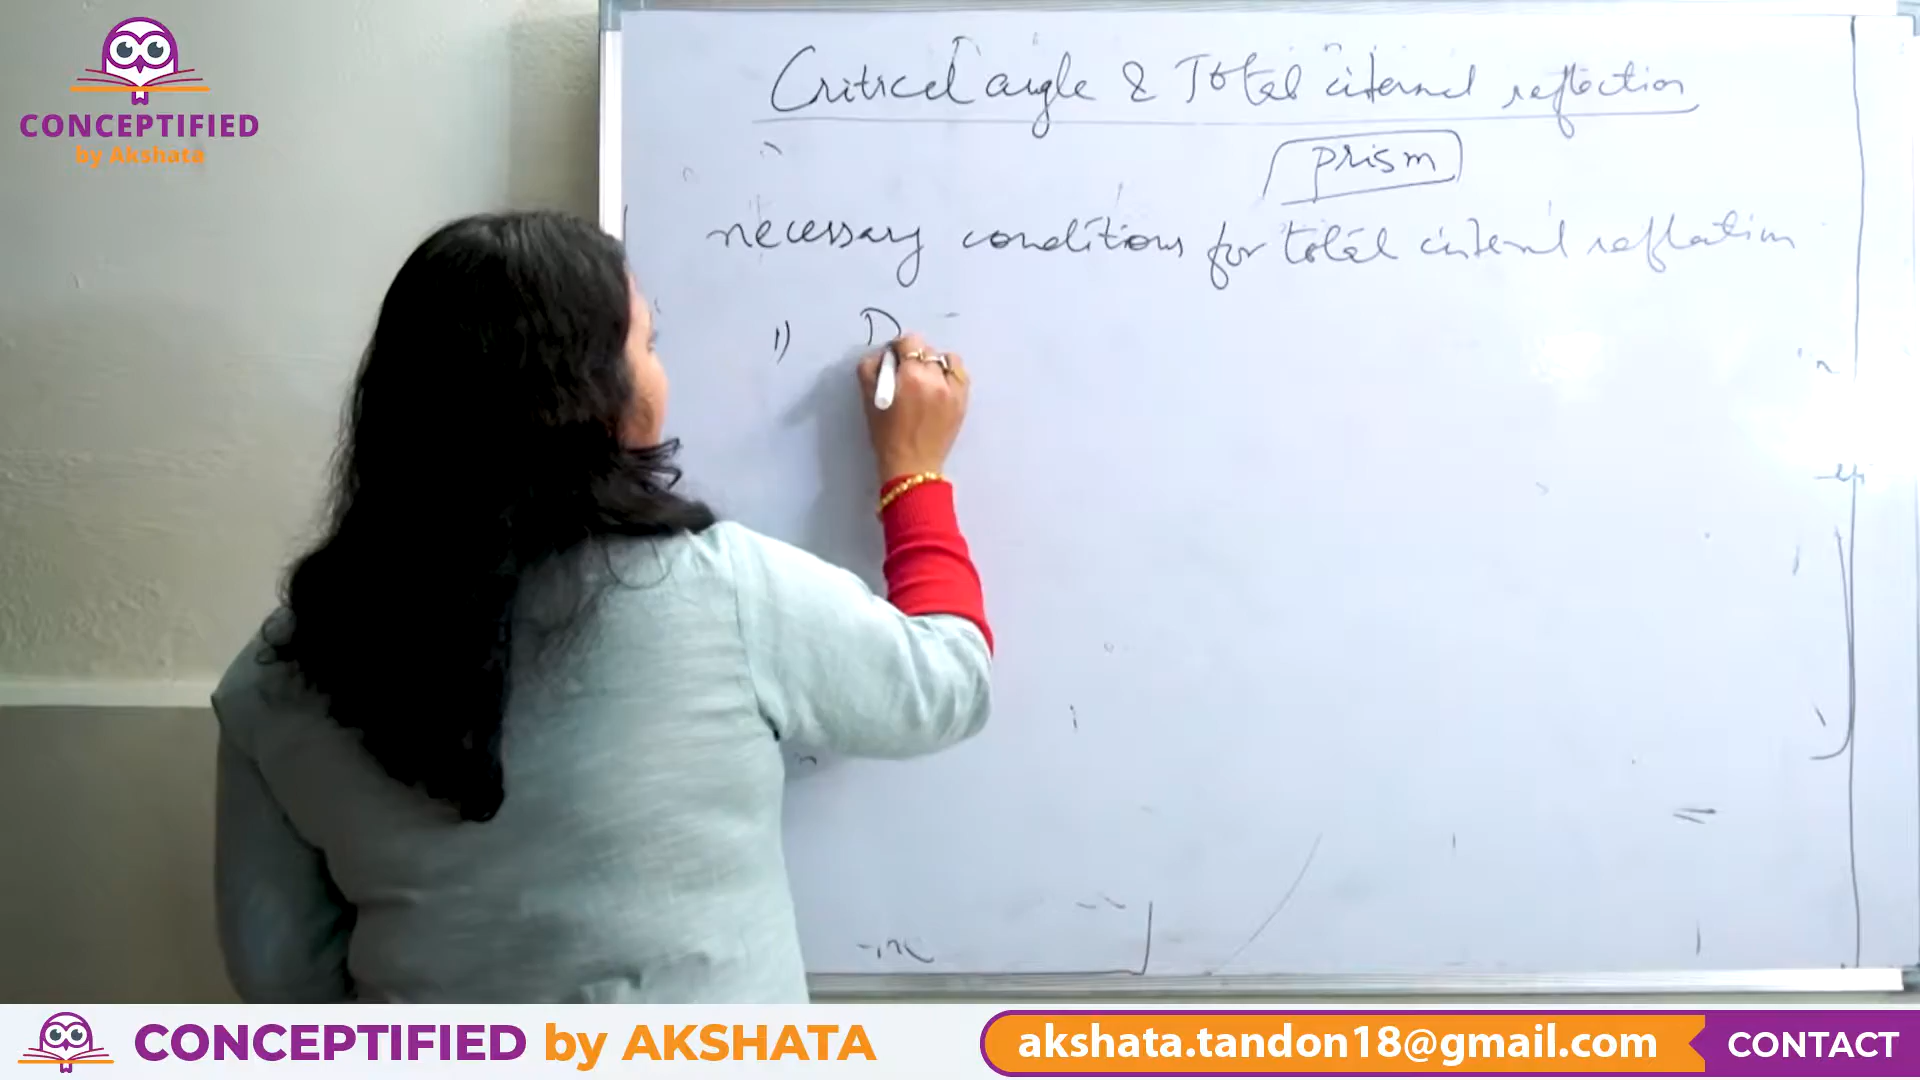 CONCEPTIFIED
by Akshata
Critical angle & Total internal reflection
prism
necessary conditions for total internal reflection
1) D
CONCEPTIFIED by AKSHATA
akshata.tandon18@gmail.com
CONTACT